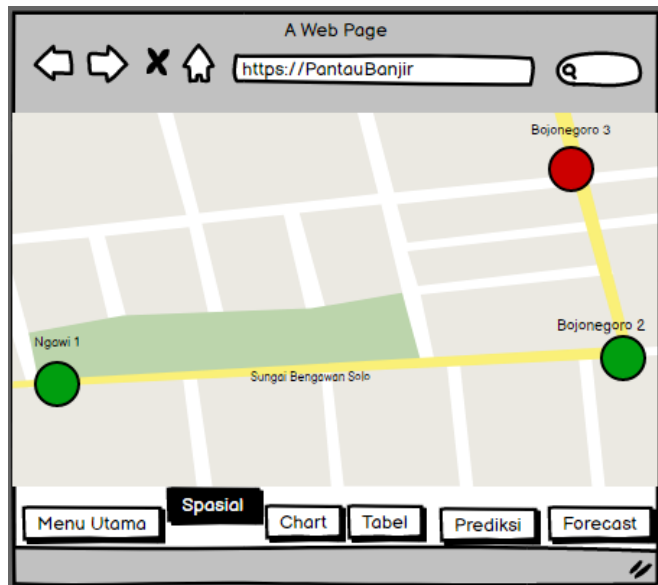 A Web Page
https://PantauBanjir
Bojonegoro 3
Bojonegoro 2
Ngawi 1
Sungai Bengawan Solo
Menu Utama
Spasial
Chart
Tabel
Prediksi
Forecast